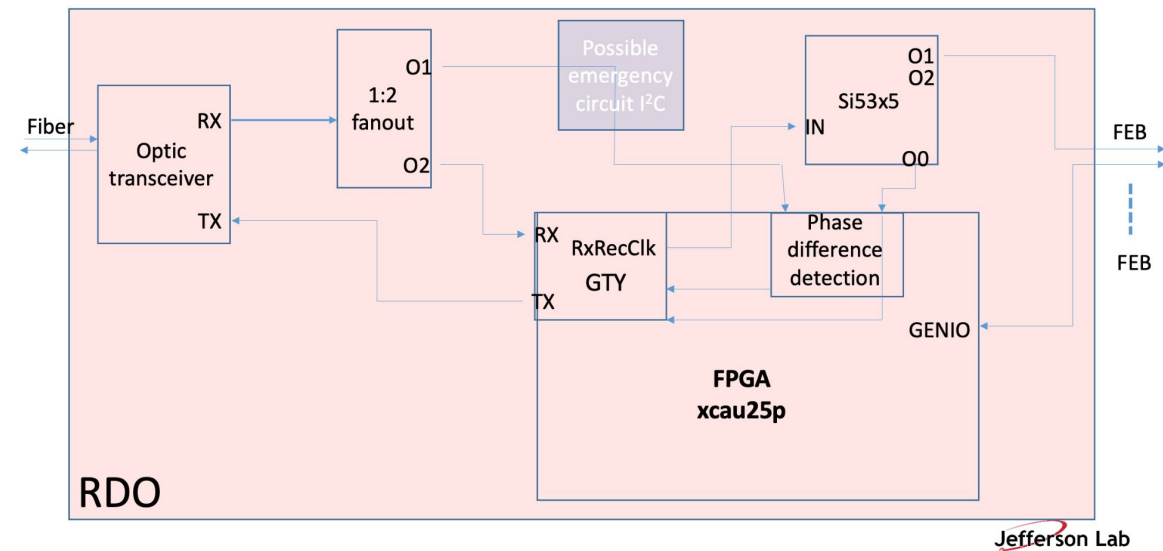 Fiber
Optic
transceiver
RX
TX
1:2
fanout
O1
O2
Possible
emergency
circuit I²C
Si53x5
O1
O2
IN
O0
FEB
FEB
RX
RxRecClk
GTY
TX
Phase
difference
detection
GENIO
FPGA
xcau25p
RDO
Jefferson Lab